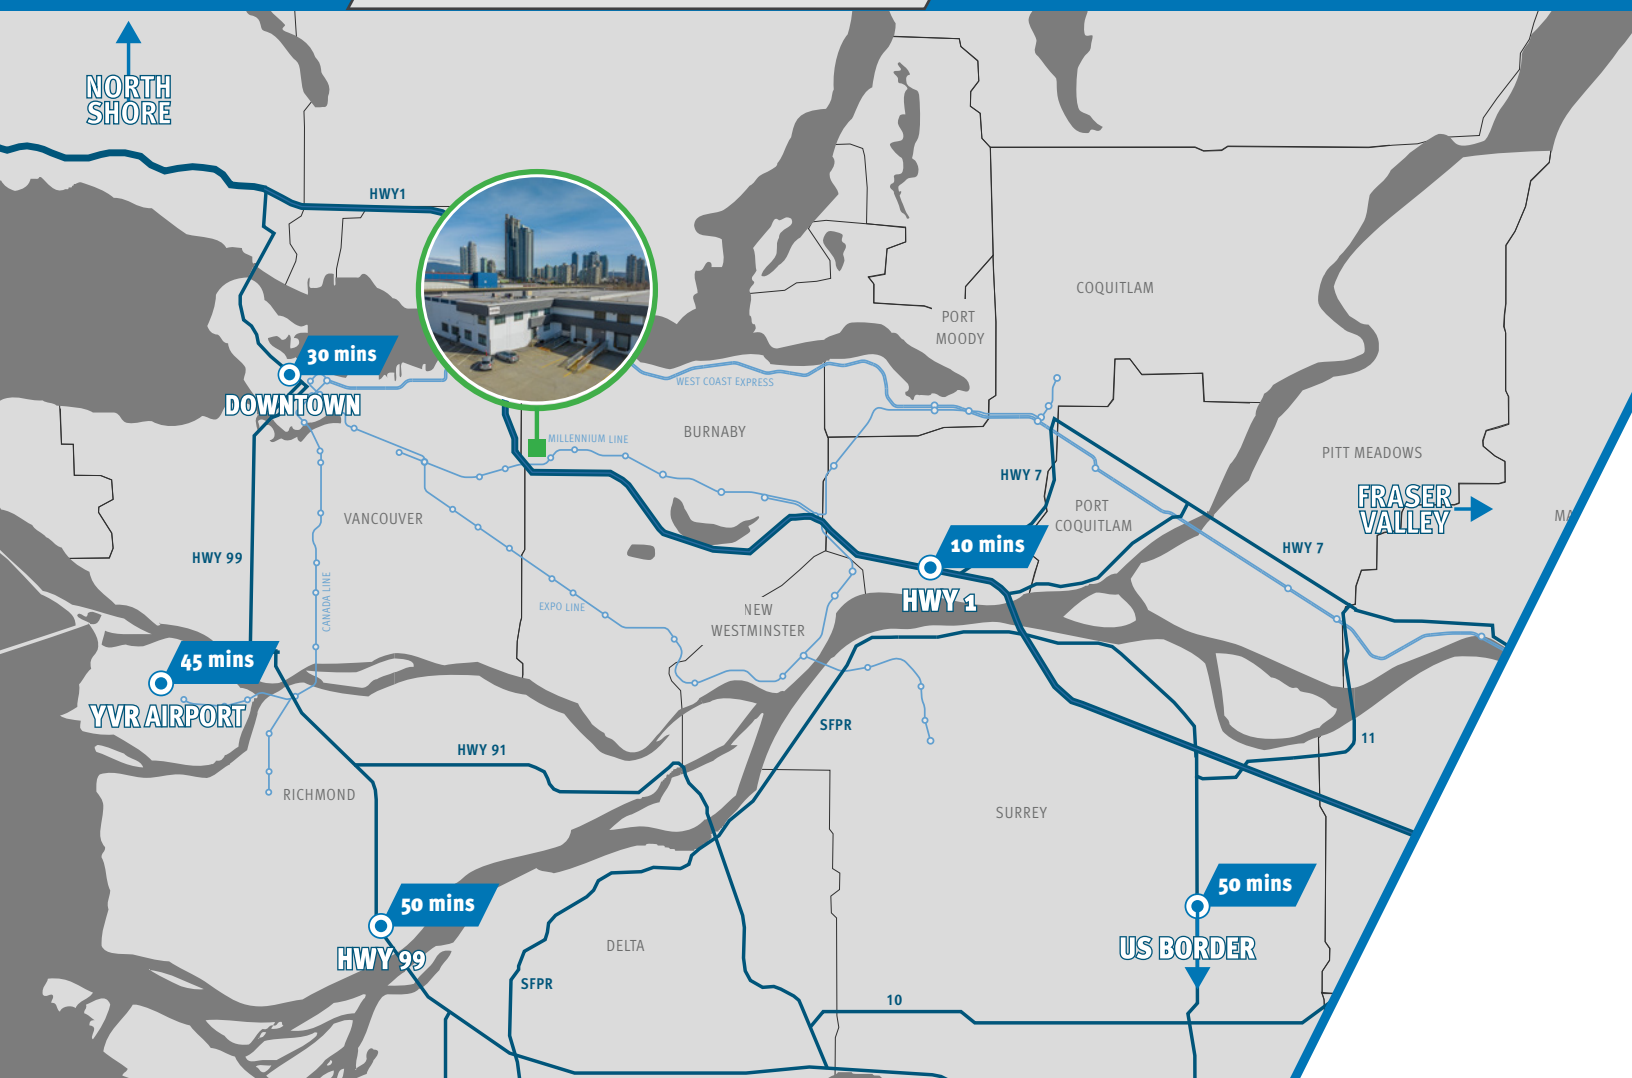 NORTH
SHORE
HWY1
COQUITLAM
PORT
MOODY
30 mins
DOWNTOWN
WEST COAST EXPRESS
BURNABY
MILLENNIUM LINE
PITT MEADOWS
HWY 7
FRASER
VALLEY
VANCOUVER
PORT
COQUITLAM
MA
HWY 99
10 mins
HWY 7
HWY 1
CANADA LINE
EXPO LINE
NEW
WESTMINSTER
45 mins
YVR AIRPORT
SFPR
11
HWY 91
RICHMOND
SURREY
50 mins
HWY 99
50 mins
US BORDER
DELTA
SFPR
10